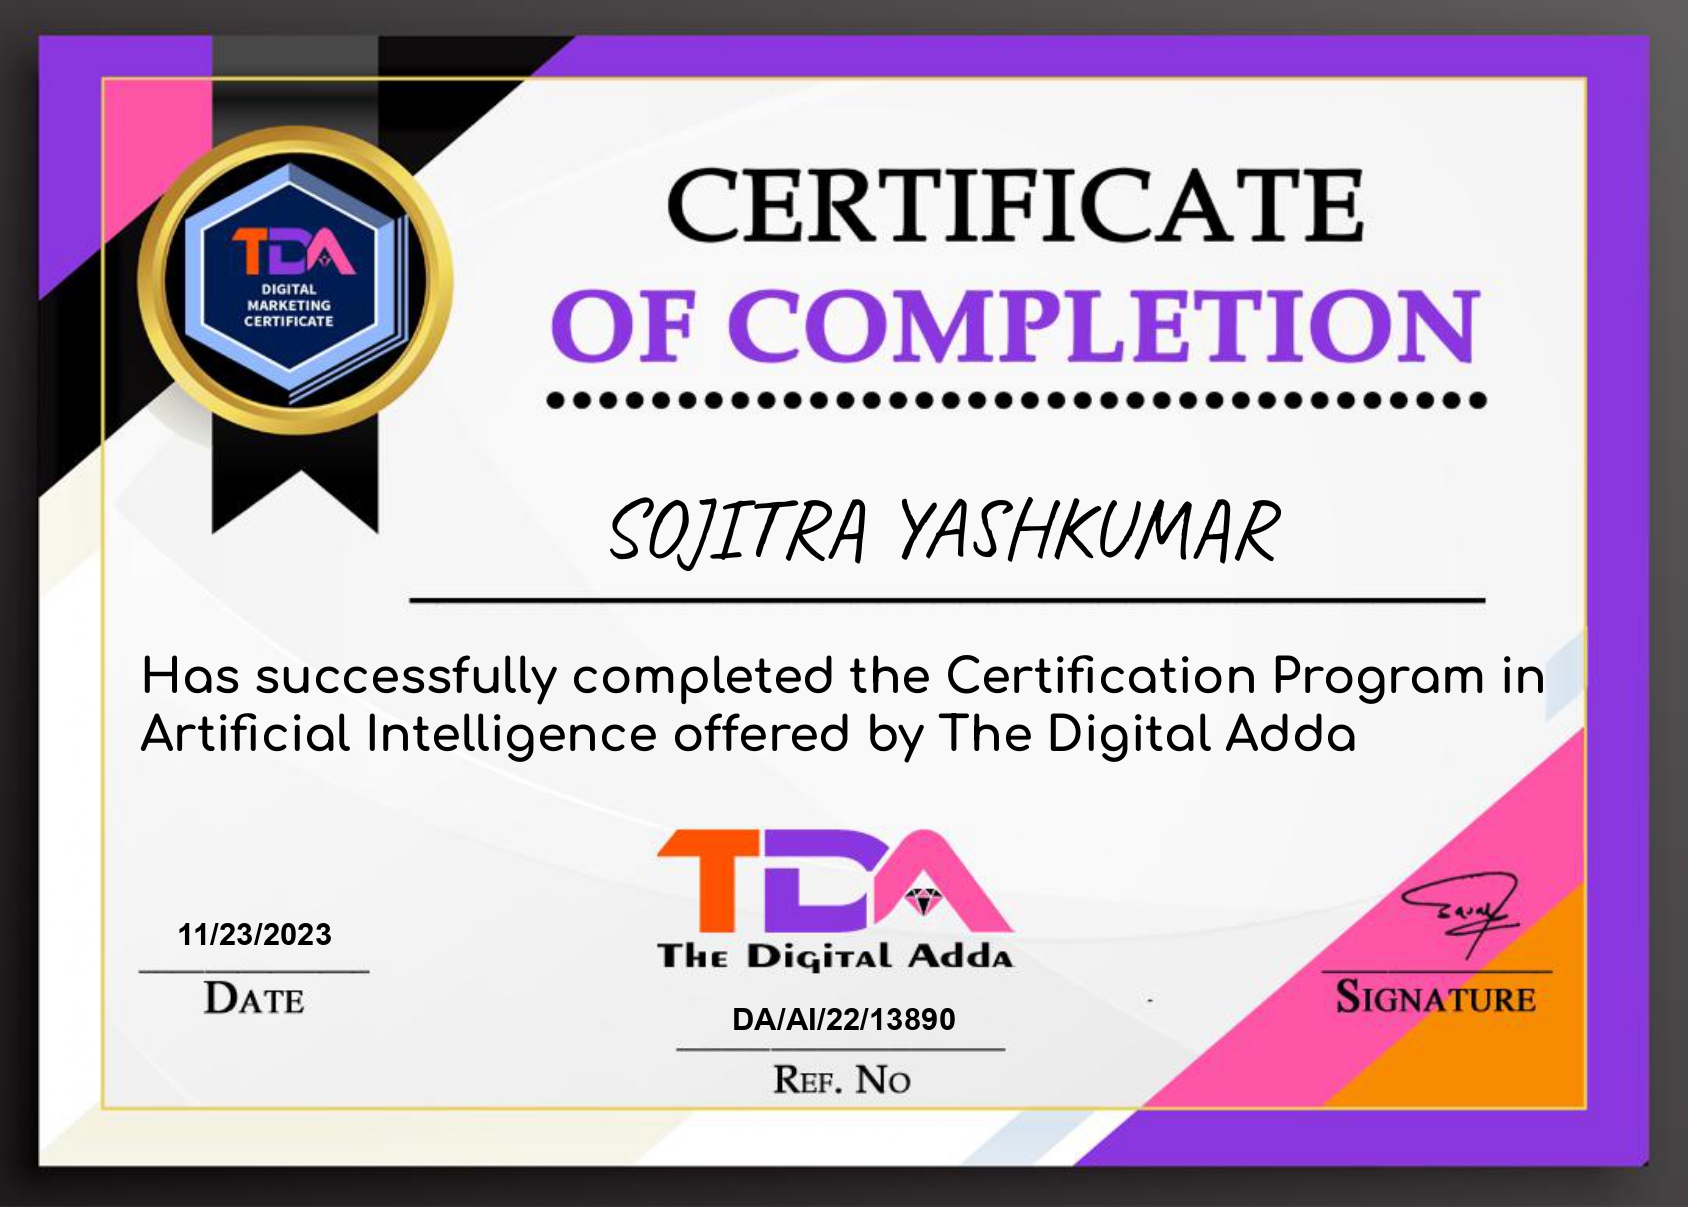 TDA
DIGITAL
MARKETING
CERTIFICATE
CERTIFICATE
OF COMPLETION
SOJITRA YASHKUMAR
Has successfully completed the Certification Program in
Artificial Intelligence offered by The Digital Adda
TDA
The Digital Adda
11/23/2023
DATE
DA/AI/22/13890
REF. NO
SIGNATURE